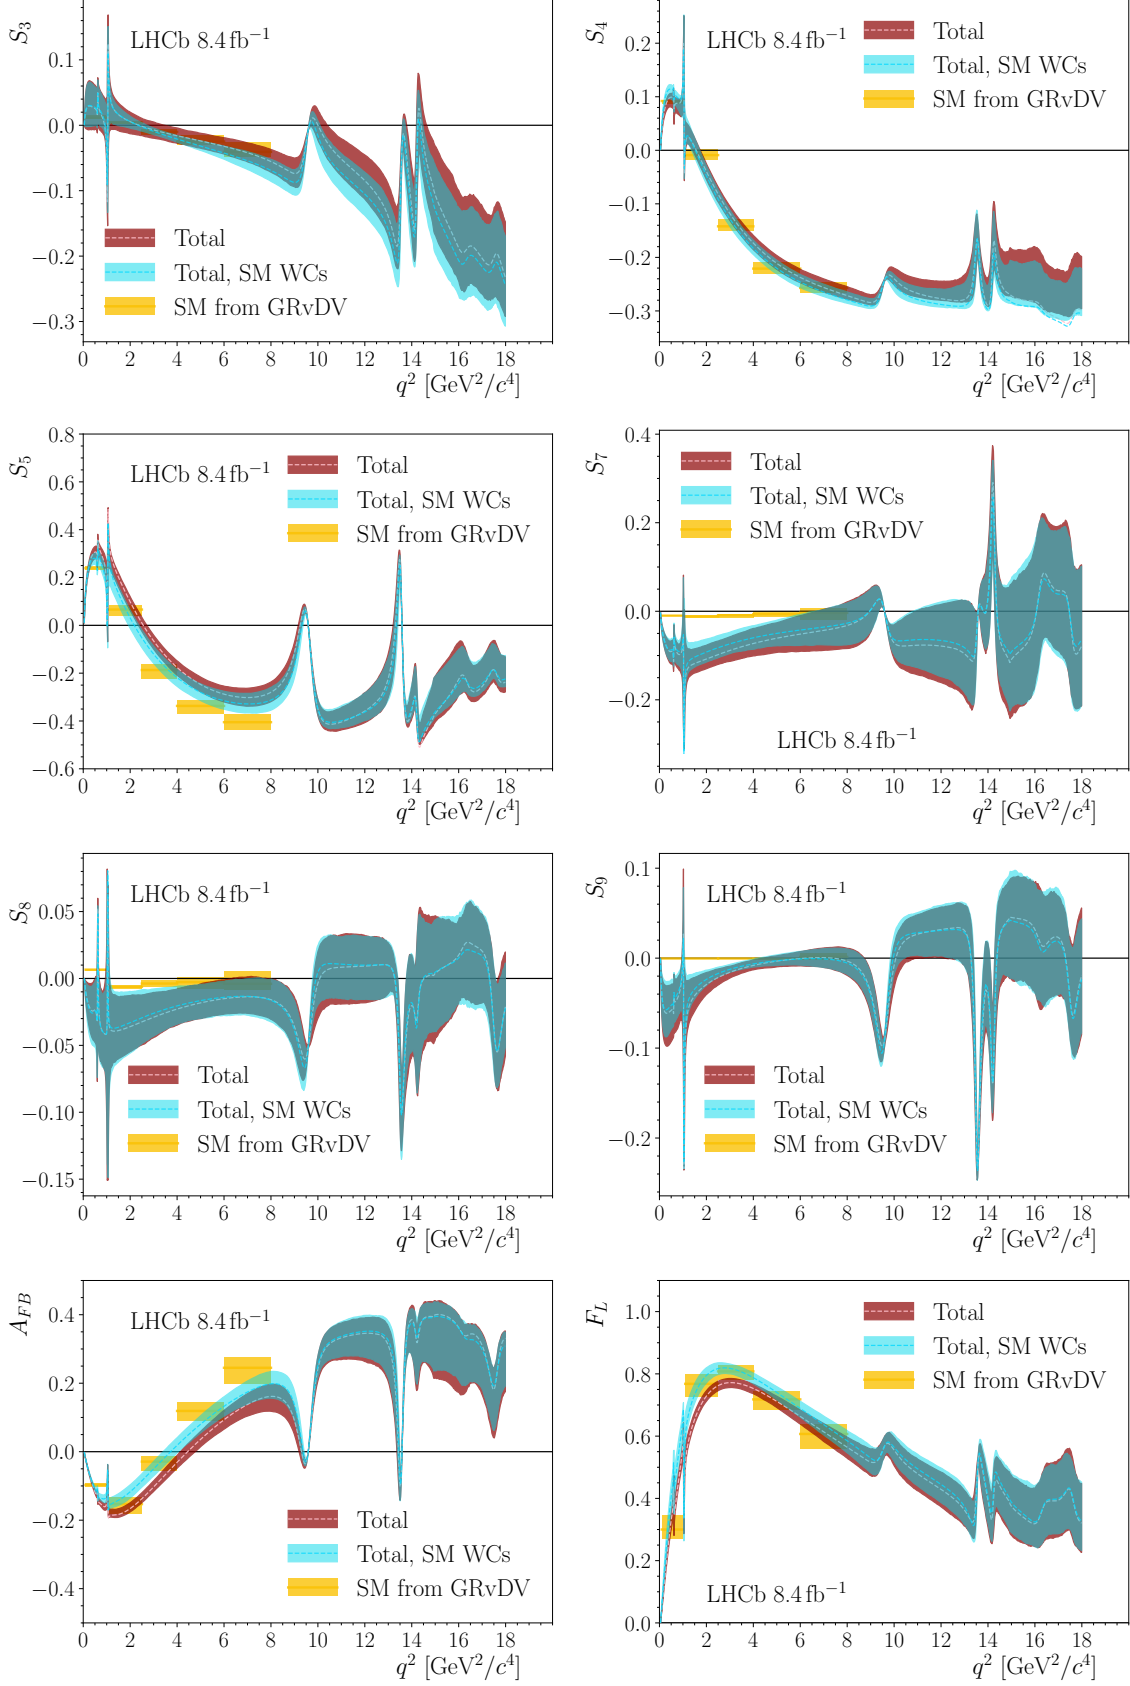 S₃
LHCb 8.4 fb⁻¹
0.1
0.0
−0.1
−0.2
−0.3
Total
Total, SM WCs
SM from GRvDV
0 2 4 6 8 10 12 14 16 18
q² [GeV²/c⁴]
S₄
LHCb 8.4 fb⁻¹
Total
Total, SM WCs
SM from GRvDV
0.2
0.1
0.0
−0.1
−0.2
−0.3
0 2 4 6 8 10 12 14 16 18
q² [GeV²/c⁴]
S₅
LHCb 8.4 fb⁻¹
Total
Total, SM WCs
SM from GRvDV
0.8
0.6
0.4
0.2
0.0
−0.2
−0.4
−0.6
0 2 4 6 8 10 12 14 16 18
q² [GeV²/c⁴]
S₇
Total
Total, SM WCs
SM from GRvDV
0.4
0.2
0.0
−0.2
LHCb 8.4 fb⁻¹
0 2 4 6 8 10 12 14 16 18
q² [GeV²/c⁴]
S₈
LHCb 8.4 fb⁻¹
0.05
0.00
−0.05
−0.10
−0.15
Total
Total, SM WCs
SM from GRvDV
0 2 4 6 8 10 12 14 16 18
q² [GeV²/c⁴]
S₉
LHCb 8.4 fb⁻¹
0.1
0.0
−0.1
−0.2
Total
Total, SM WCs
SM from GRvDV
0 2 4 6 8 10 12 14 16 18
q² [GeV²/c⁴]
A_FB
LHCb 8.4 fb⁻¹
0.4
0.2
0.0
−0.2
−0.4
Total
Total, SM WCs
SM from GRvDV
0 2 4 6 8 10 12 14 16 18
q² [GeV²/c⁴]
F_L
Total
Total, SM WCs
SM from GRvDV
1.0
0.8
0.6
0.4
0.2
0.0
LHCb 8.4 fb⁻¹
0 2 4 6 8 10 12 14 16 18
q² [GeV²/c⁴]